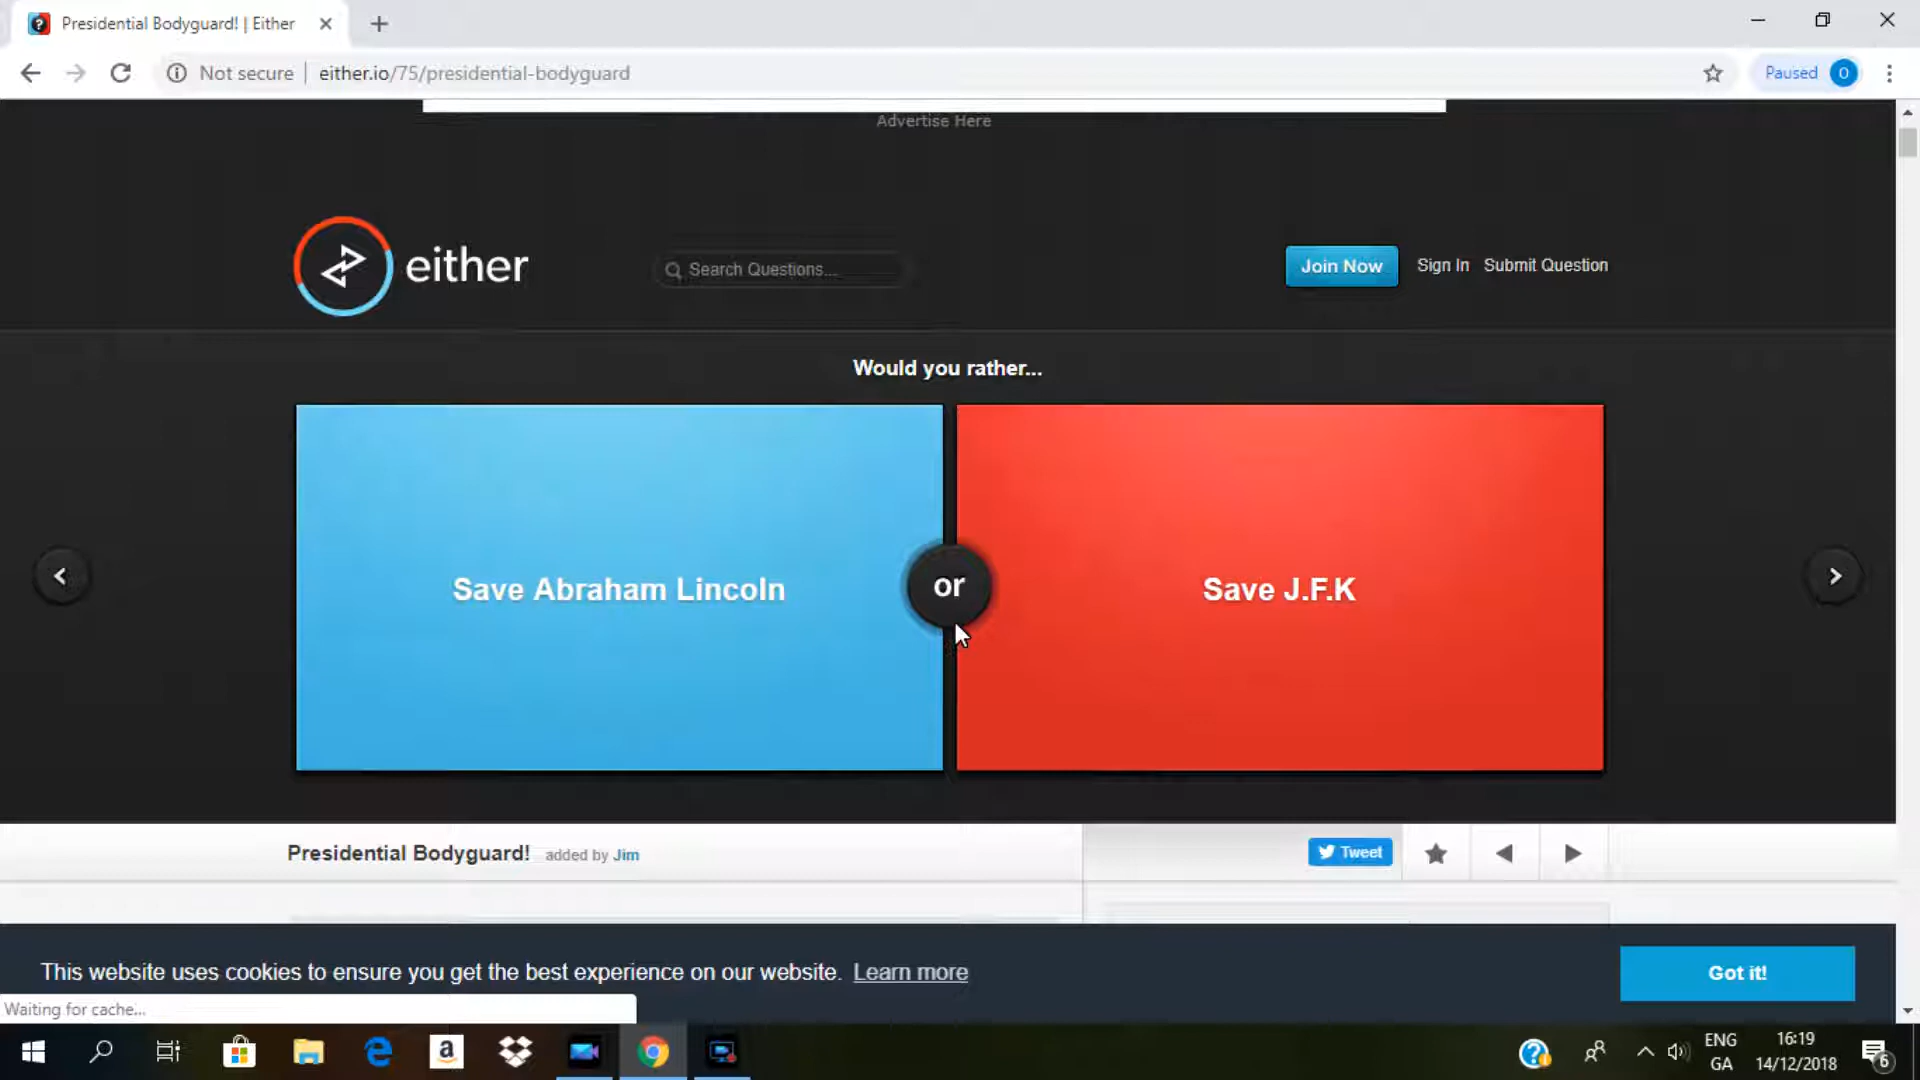 Presidential Bodyguard! | Either
Not secure
either.io/75/presidential-bodyguard
Paused
0
Advertise Here
either
Search Questions...
Join Now
Sign In
Submit Question
Would you rather...
Save Abraham Lincoln
or
Save J.F.K
Presidential Bodyguard! added by Jim
Tweet
This website uses cookies to ensure you get the best experience on our website. Learn more
Got it!
Waiting for cache...
ENG
GA
16:19
14/12/2018
6